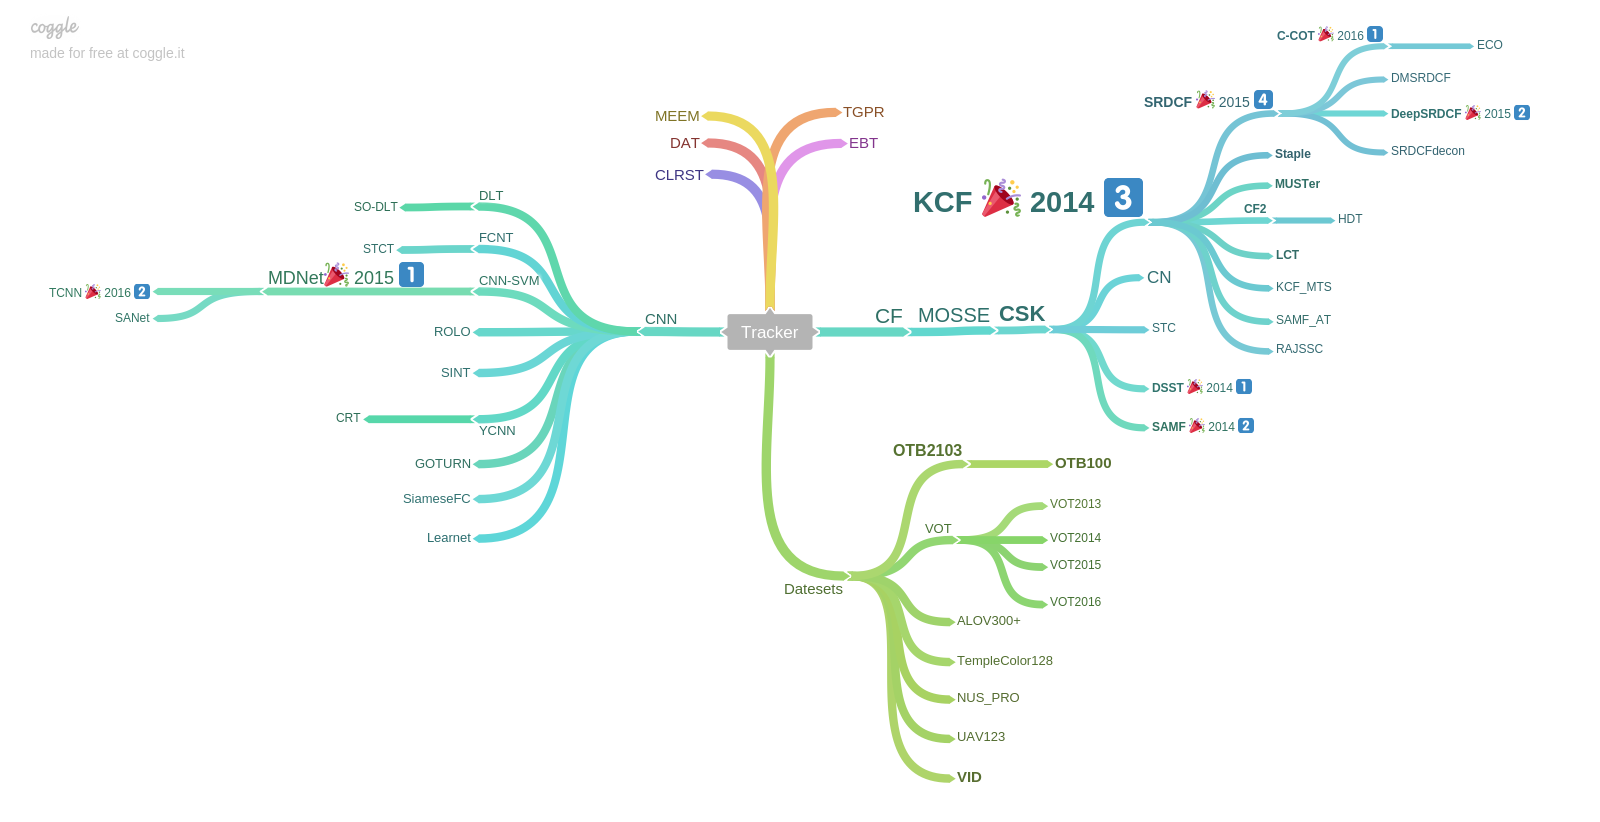 coggle
made for free at coggle.it
C-COT 🎉 2016 1
ECO
DMSRDCF
SRDCF 🎉 2015 4
DeepSRDCF 🎉 2015 2
SRDCFdecon
MEEM
TGPR
DAT
EBT
CLRST
Staple
MUSTer
KCF 🎉 2014 3
CF2
HDT
LCT
KCF_MTS
SAMF_AT
RAJSSC
DLT
SO-DLT
FCNT
STCT
CNN-SVM
MDNet🎉 2015 1
TCNN 🎉 2016 2
SANet
ROLO
SINT
CRT
YCNN
GOTURN
SiameseFC
Learnet
CNN
Tracker
CF
MOSSE
CSK
CN
STC
DSST 🎉 2014 1
SAMF 🎉 2014 2
OTB2103
OTB100
VOT
VOT2013
VOT2014
VOT2015
VOT2016
Datesets
ALOV300+
TempleColor128
NUS_PRO
UAV123
VID